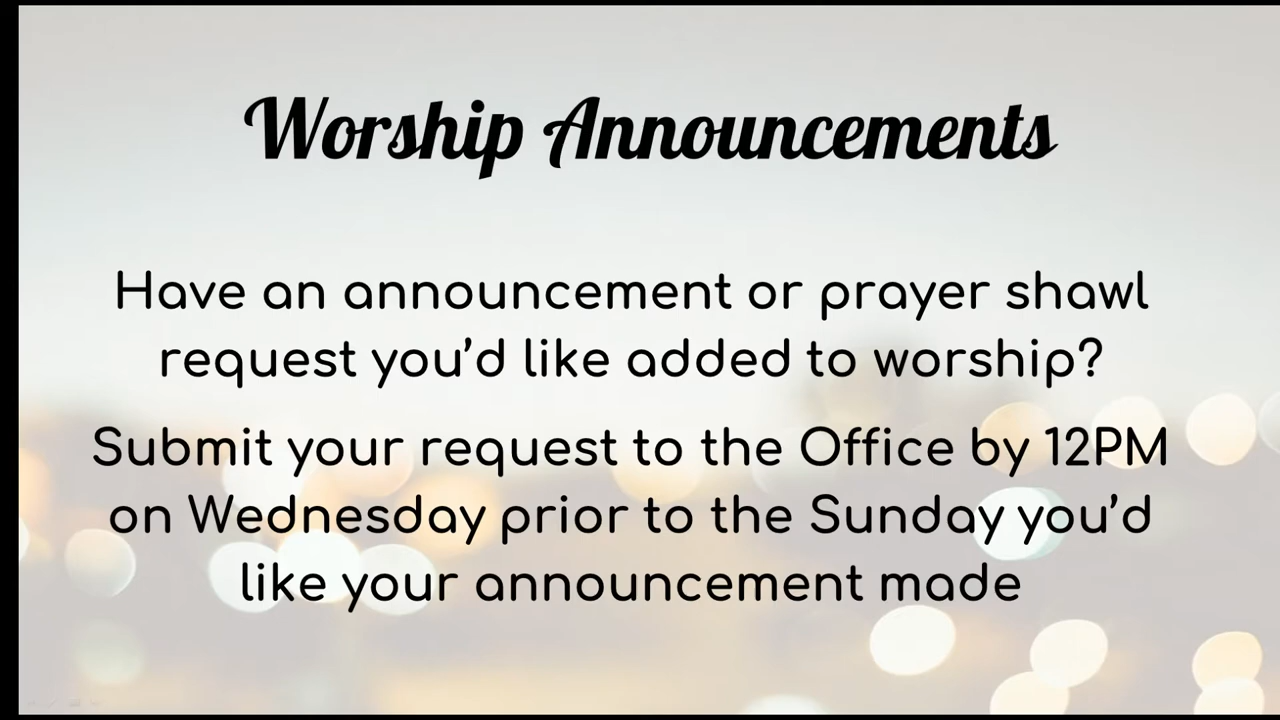 Worship Announcements
Have an announcement or prayer shawl
request you’d like added to worship?
Submit your request to the Office by 12PM
on Wednesday prior to the Sunday you’d
like your announcement made